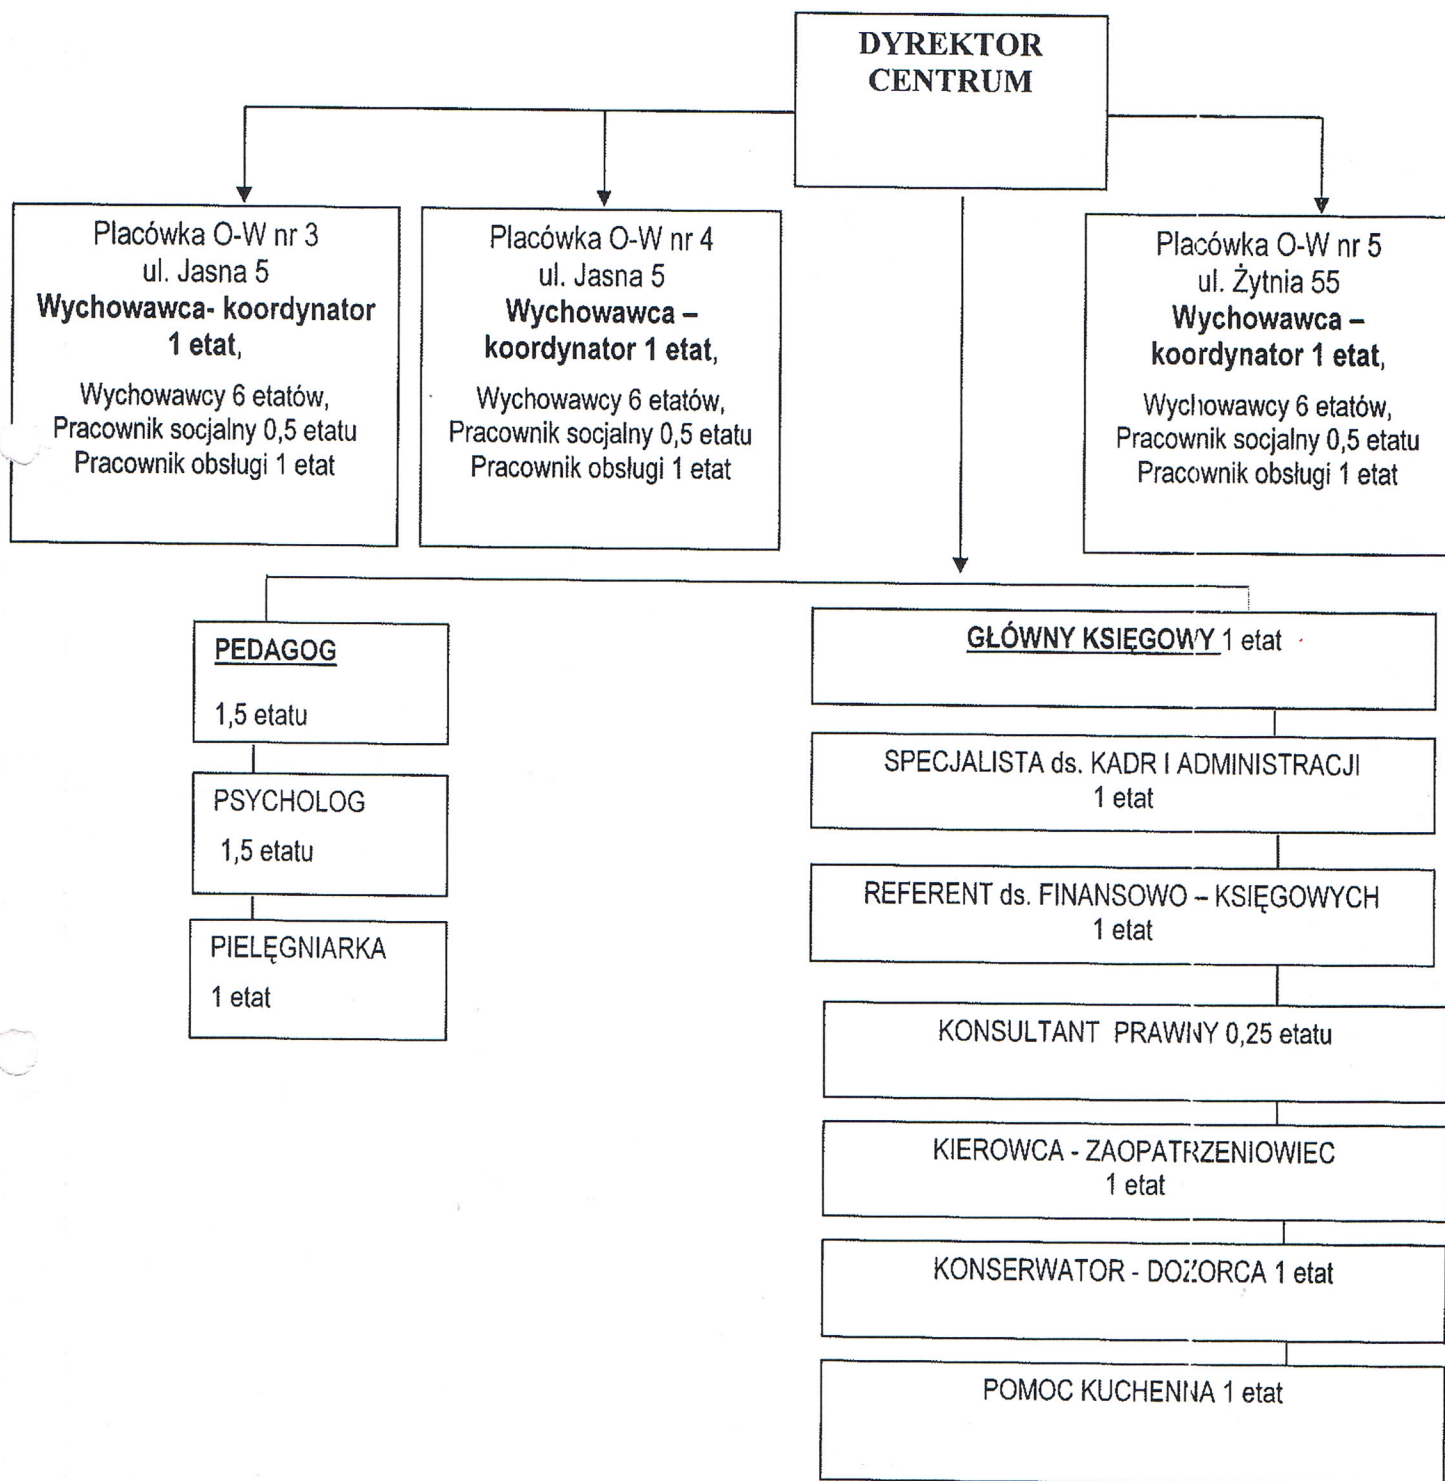 DYREKTOR
CENTRUM
Placówka O-W nr 3
ul. Jasna 5
Wychowawca- koordynator
1 etat,
Wychowawcy 6 etatów,
Pracownik socjalny 0,5 etatu
Pracownik obsługi 1 etat
Placówka O-W nr 4
ul. Jasna 5
Wychowawca –
koordynator 1 etat,
Wychowawcy 6 etatów,
Pracownik socjalny 0,5 etatu
Pracownik obsługi 1 etat
Placówka O-W nr 5
ul. Żytnia 55
Wychowawca –
koordynator 1 etat,
Wychowawcy 6 etatów,
Pracownik socjalny 0,5 etatu
Pracownik obsługi 1 etat
PEDAGOG
1,5 etatu
PSYCHOLOG
1,5 etatu
PIELĘGNIARKA
1 etat
GŁÓWNY KSIĘGOWY 1 etat
SPECJALISTA ds. KADR I ADMINISTRACJI
1 etat
REFERENT ds. FINANSOWO – KSIĘGOWYCH
1 etat
KONSULTANT PRAWNY 0,25 etatu
KIEROWCA - ZAOPATRZENIOWIEC
1 etat
KONSERWATOR - DOZORCA 1 etat
POMOC KUCHENNA 1 etat